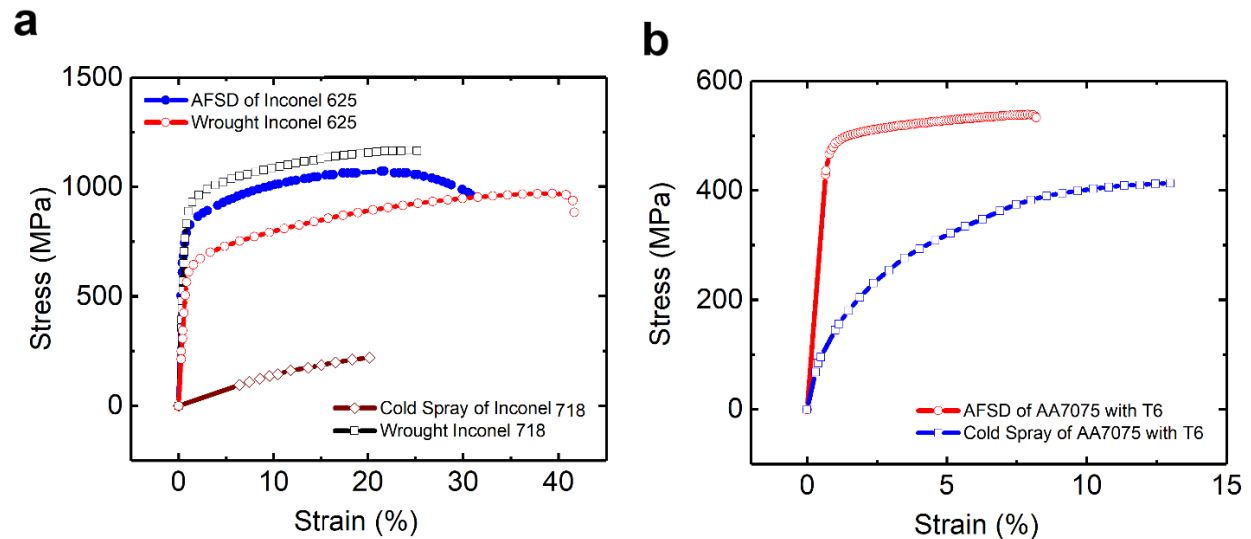 a
1500
1000
500
0
Stress (MPa)
AFSD of Inconel 625
Wrought Inconel 625
Cold Spray of Inconel 718
Wrought Inconel 718
0 10 20 30 40
Strain (%)
b
600
400
200
0
Stress (MPa)
AFSD of AA7075 with T6
Cold Spray of AA7075 with T6
0 5 10 15
Strain (%)